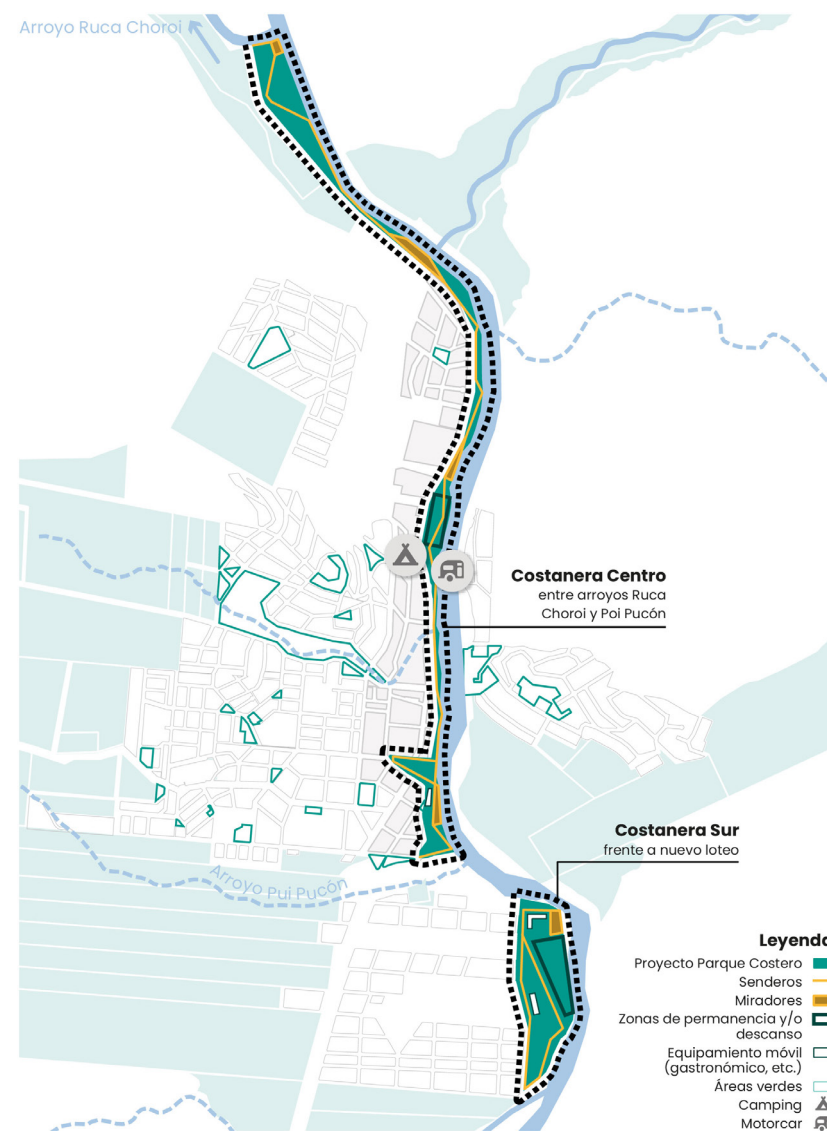 Arroyo Ruca Choroi
Costanera Centro
entre arroyos Ruca
Choroi y Poi Pucón
Costanera Sur
frente a nuevo loteo
Arroyo Pui Pucón
Leyenda
Proyecto Parque Costero
Senderos
Miradores
Zonas de permanencia y/o
descanso
Equipamiento móvil
(gastronómico, etc.)
Áreas verdes
Camping
Motorcar